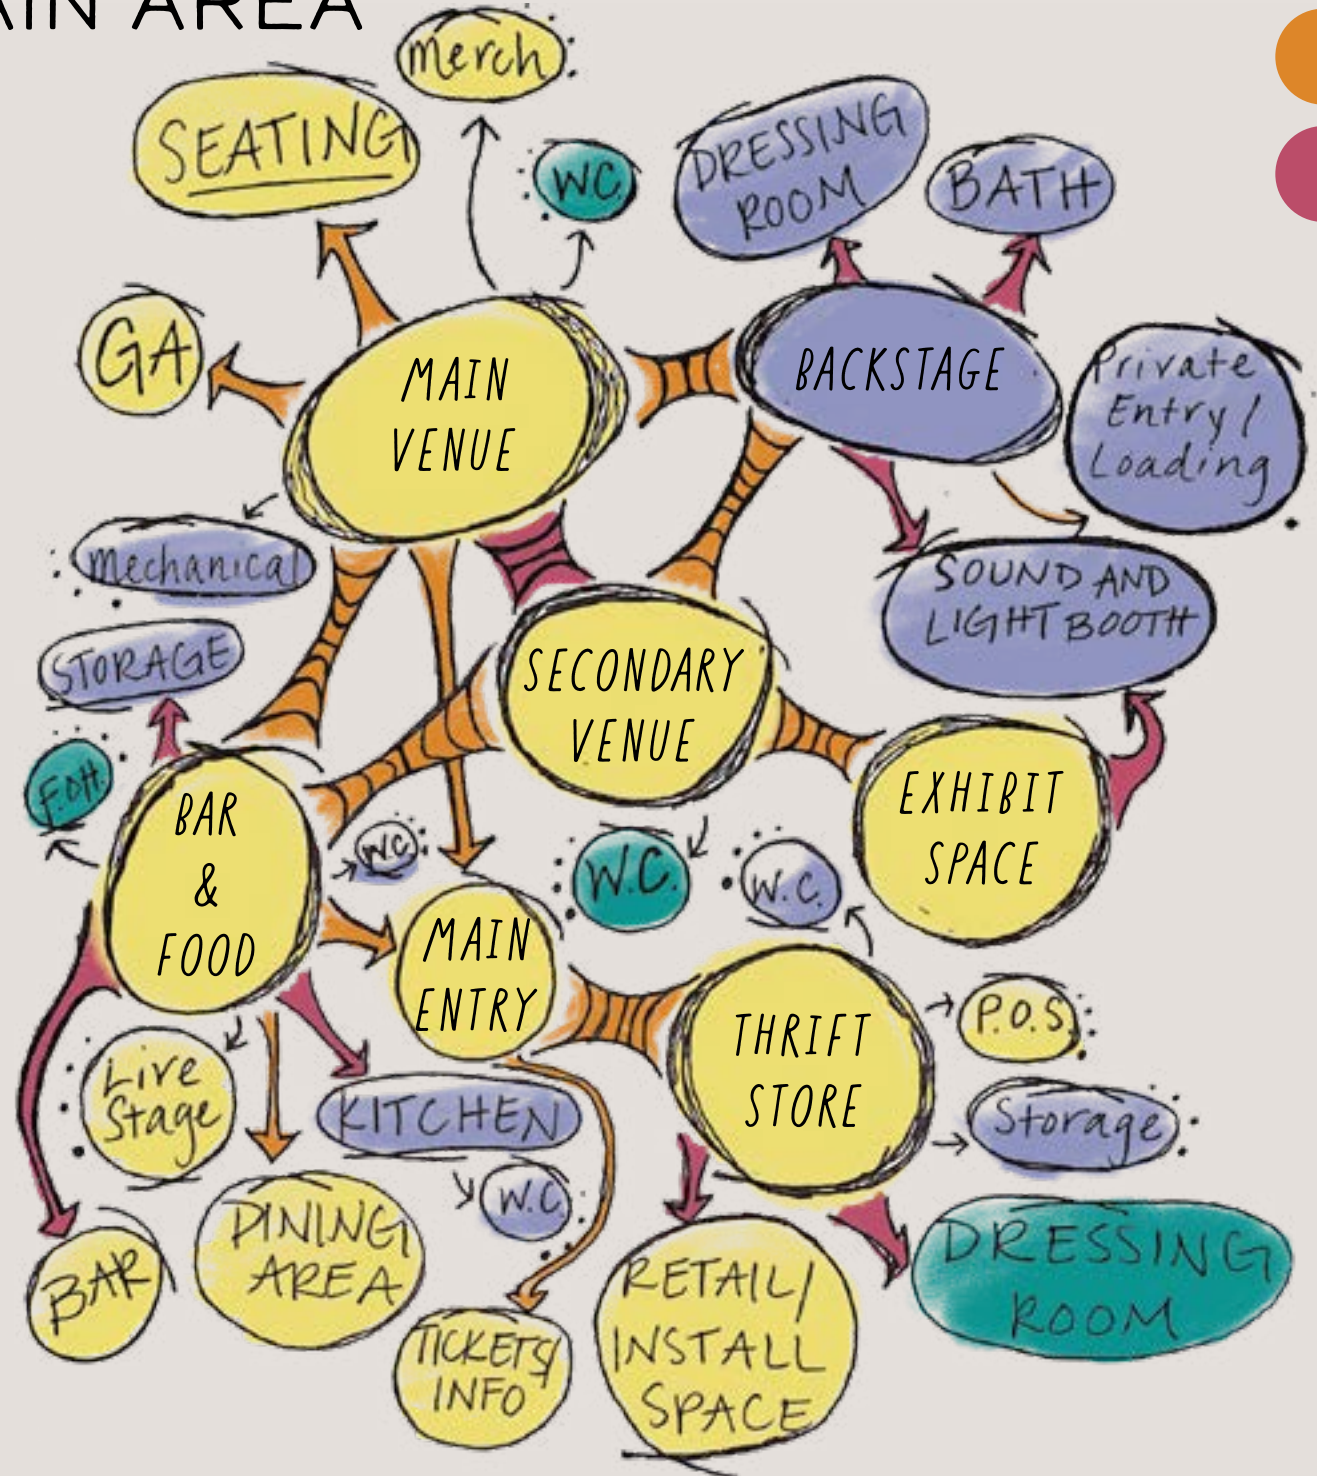 AIN AREA
merch
SEATING
WC
DRESSING
ROOM
BATH
GA
MAIN
VENUE
BACKSTAGE
Private
Entry/
Loading
Mechanical
SOUND AND
LIGHT BOOTH
STORAGE
SECONDARY
VENUE
F.O.H.
BAR
&
FOOD
W.C.
EXHIBIT
SPACE
W.C.
W.C.
MAIN
ENTRY
THRIFT
STORE
P.O.S.
Live
Stage
KITCHEN
Storage
W.C.
DINING
AREA
BAR
DRESSING
ROOM
RETAIL/
INSTALL
SPACE
TICKETS/
INFO